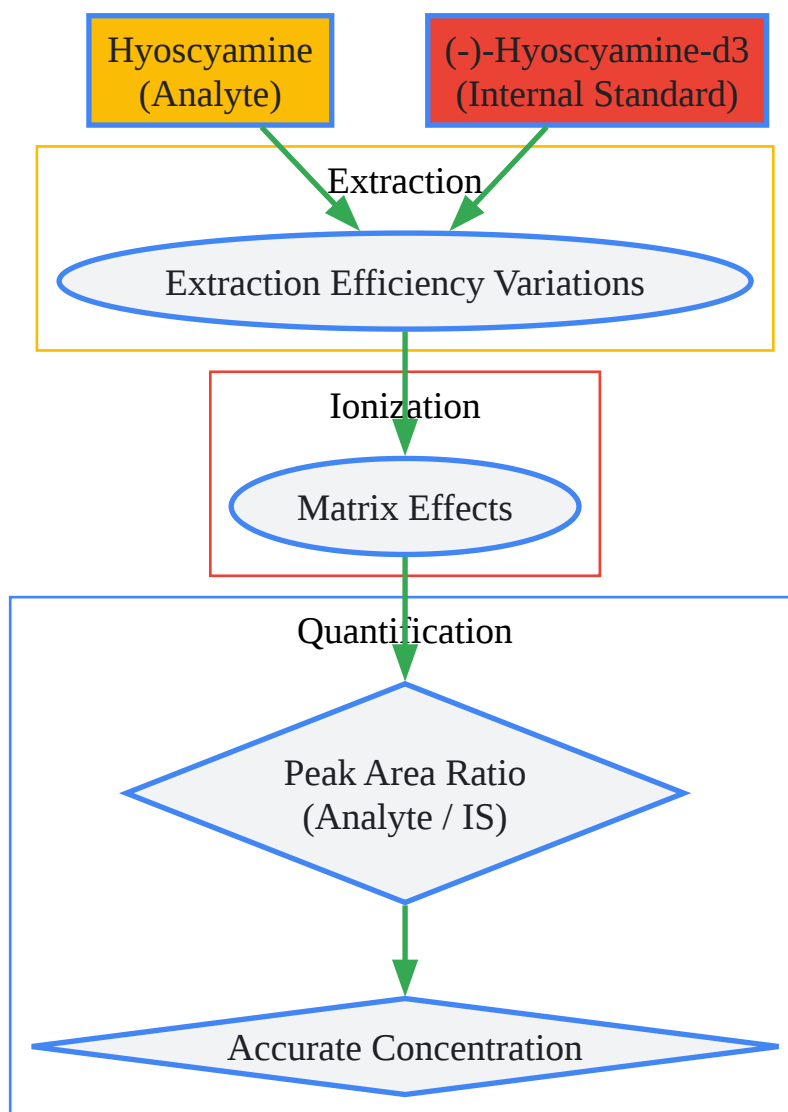 Hyoscyamine
(Analyte)
(-)-Hyoscyamine-d3
(Internal Standard)
Extraction
Extraction Efficiency Variations
Ionization
Matrix Effects
Quantification
Peak Area Ratio
(Analyte / IS)
Accurate Concentration